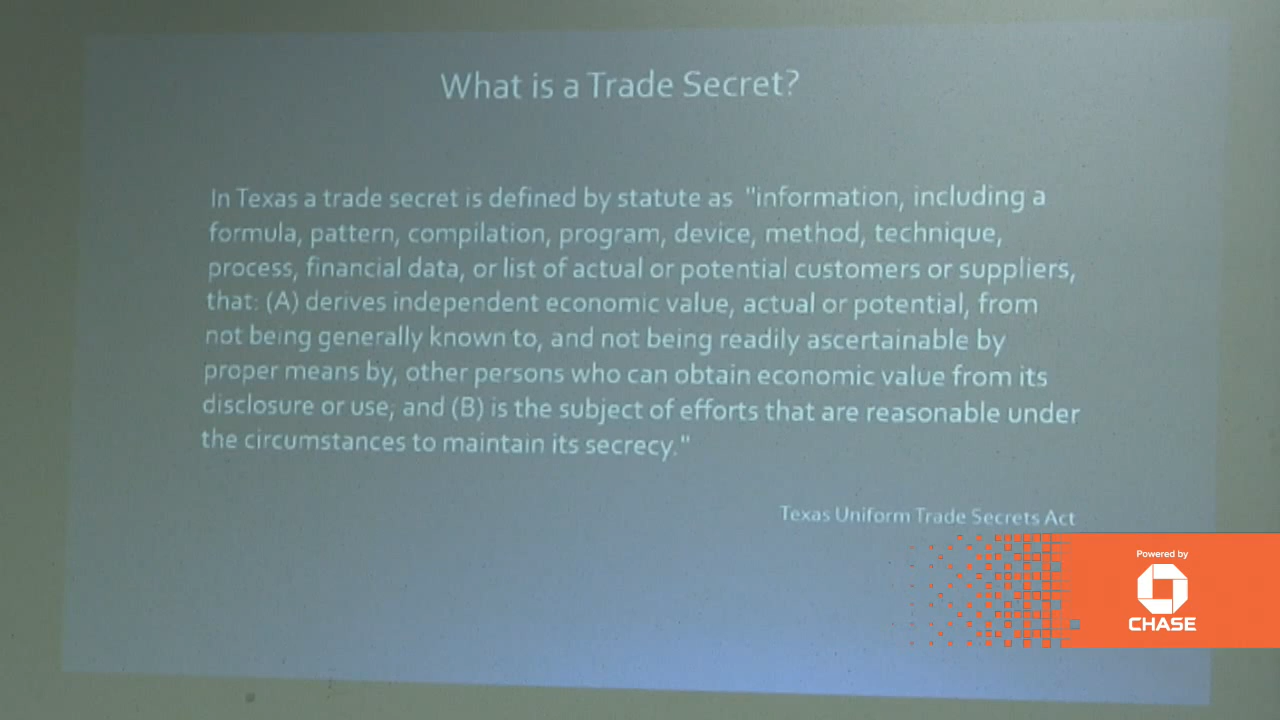 What is a Trade Secret?
In Texas a trade secret is defined by statute as "information, including a
formula, pattern, compilation, program, device, method, technique,
process, financial data, or list of actual or potential customers or suppliers,
that: (A) derives independent economic value, actual or potential, from
not being generally known to, and not being readily ascertainable by
proper means by, other persons who can obtain economic value from its
disclosure or use; and (B) is the subject of efforts that are reasonable under
the circumstances to maintain its secrecy."
Texas Uniform Trade Secrets Act
Powered by
CHASE